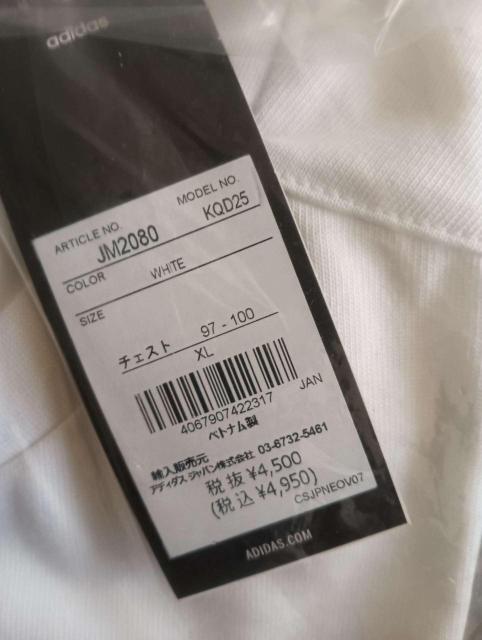 adidas
ARTICLE NO.
MODEL NO.
JM2080
KQD25
COLOR
WHITE
SIZE
チェスト 97 - 100
XL
4067907422317
JAN
ベトナム製
輸入販売元
アディダス ジャパン株式会社 03-6732-5461
税抜 ¥4,500
(税込 ¥4,950)
CSJPNEOV07
ADIDAS.COM